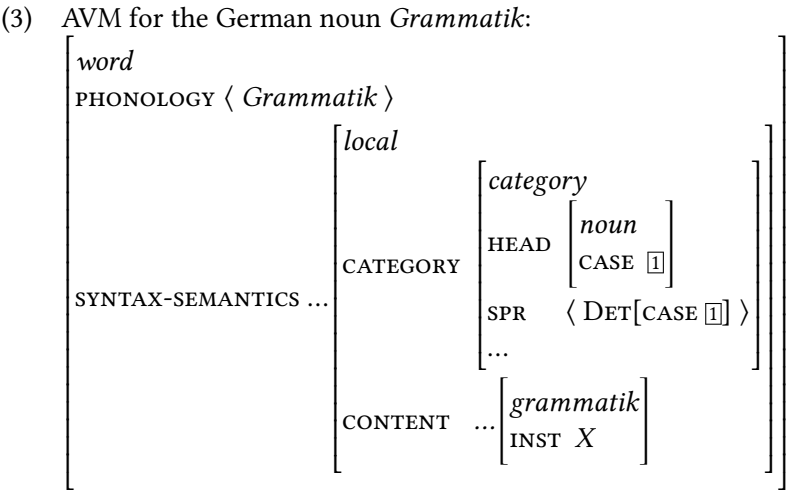 (3) AVM for the German noun Grammatik:
word
PHONOLOGY ⟨ Grammatik ⟩
local
category
noun
HEAD
CASE 1
CATEGORY
SYNTAX-SEMANTICS ...
SPR ⟨ DET[CASE 1] ⟩
...
grammatik
CONTENT ...
INST X